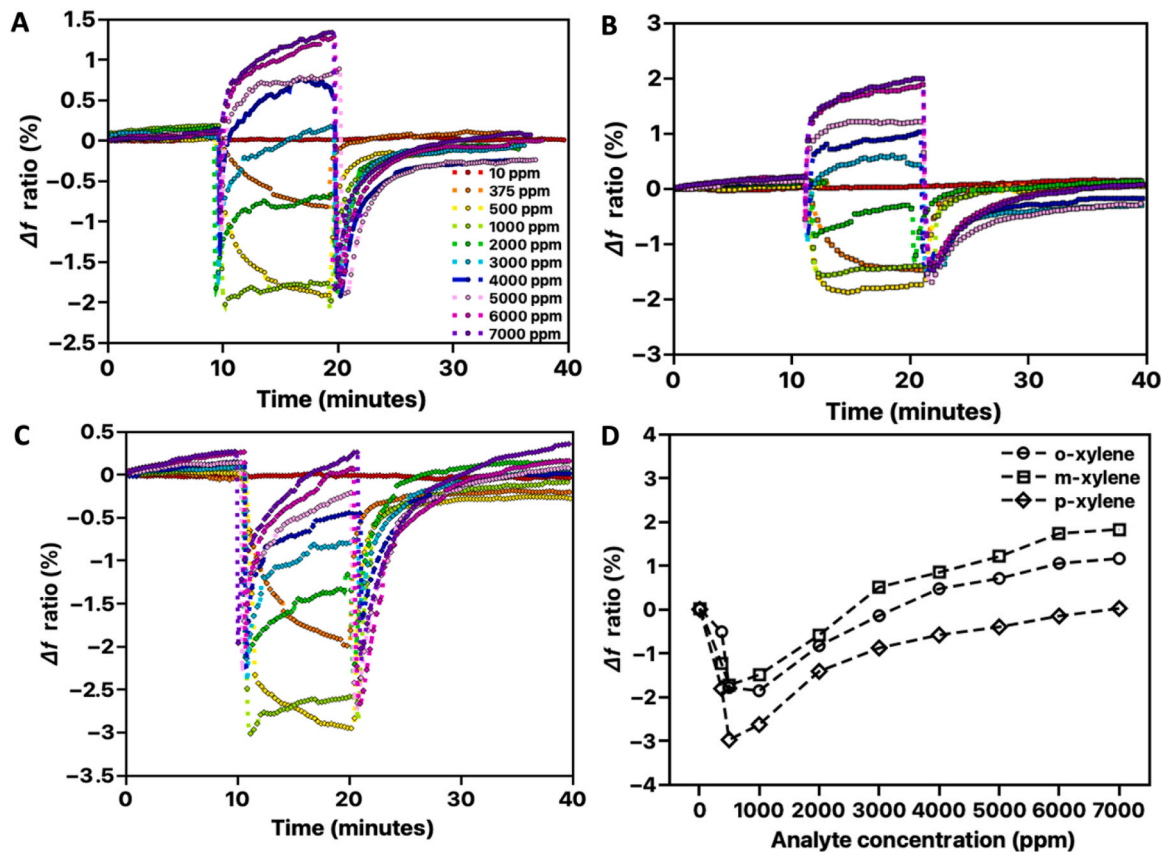 A
Δf ratio (%)
1.5
1
0.5
0
−0.5
−1
−1.5
−2
−2.5
0
10
20
30
40
Time (minutes)
10 ppm
375 ppm
500 ppm
1000 ppm
2000 ppm
3000 ppm
4000 ppm
5000 ppm
6000 ppm
7000 ppm
B
Δf ratio (%)
3
2
1
0
−1
−2
−3
0
10
20
30
40
Time (minutes)
C
Δf ratio (%)
0.5
0
−0.5
−1
−1.5
−2
−2.5
−3
−3.5
0
10
20
30
40
Time (minutes)
D
Δf ratio (%)
4
3
2
1
0
−1
−2
−3
−4
0
1000
2000
3000
4000
5000
6000
7000
Analyte concentration (ppm)
o-xylene
m-xylene
p-xylene